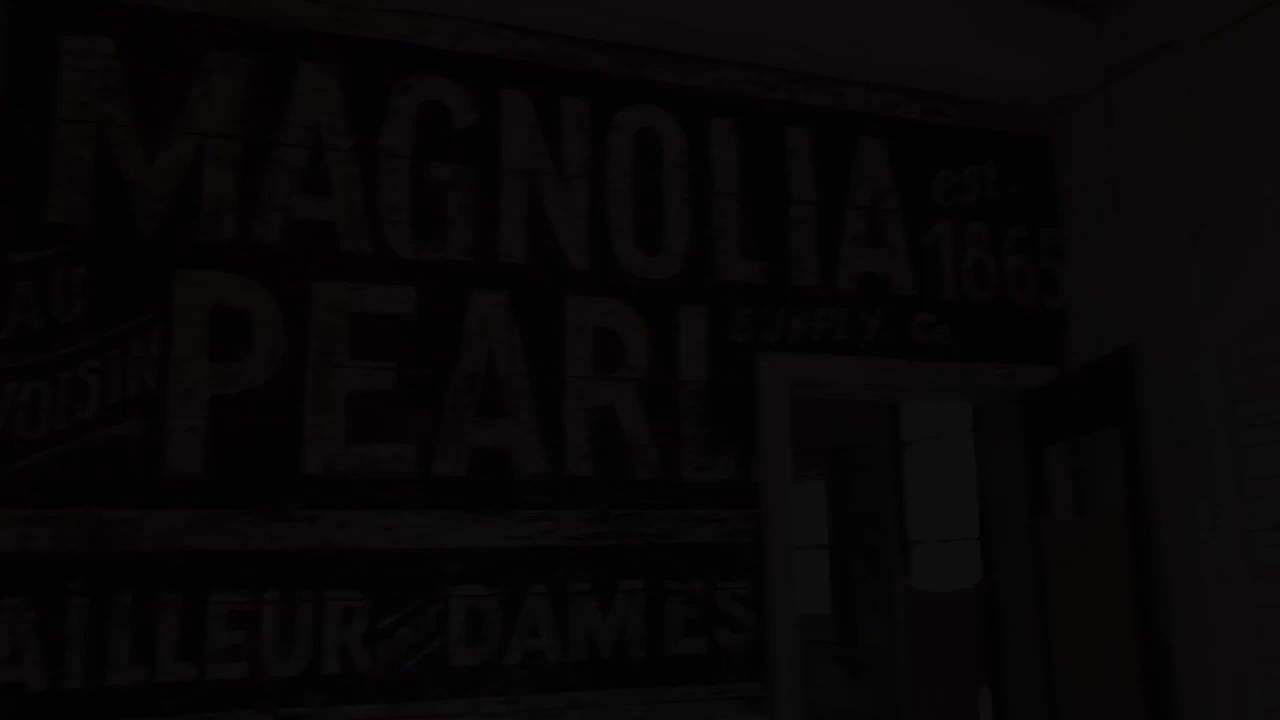 MAGNOLIA
est.
1865
AU
VOISIN
PEARL
SUPPLY Co
AILLEUR
DAMES